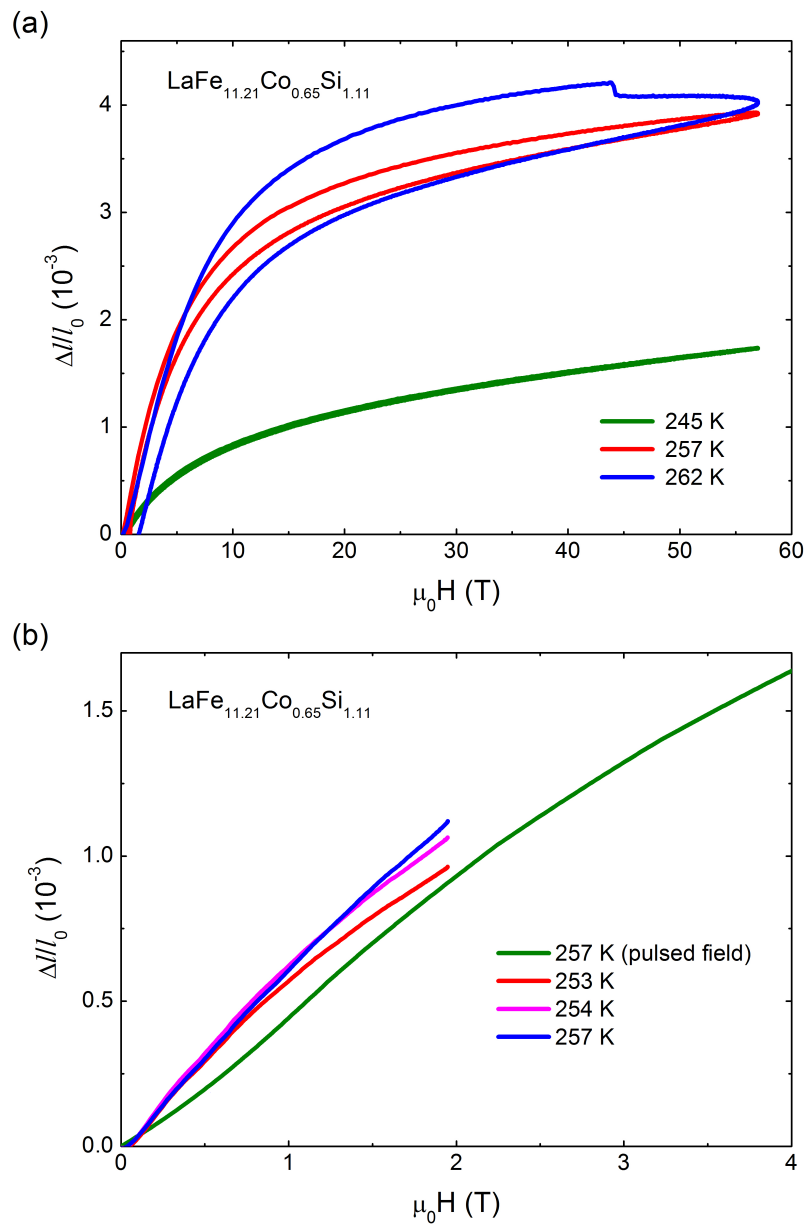 (a)
LaFe11.21Co0.65Si1.11
4
3
2
1
0
Δl/l0 (10-3)
245 K
257 K
262 K
0 10 20 30 40 50 60
μ0H (T)
(b)
LaFe11.21Co0.65Si1.11
1.5
1.0
0.5
0.0
Δl/l0 (10-3)
257 K (pulsed field)
253 K
254 K
257 K
0 1 2 3 4
μ0H (T)